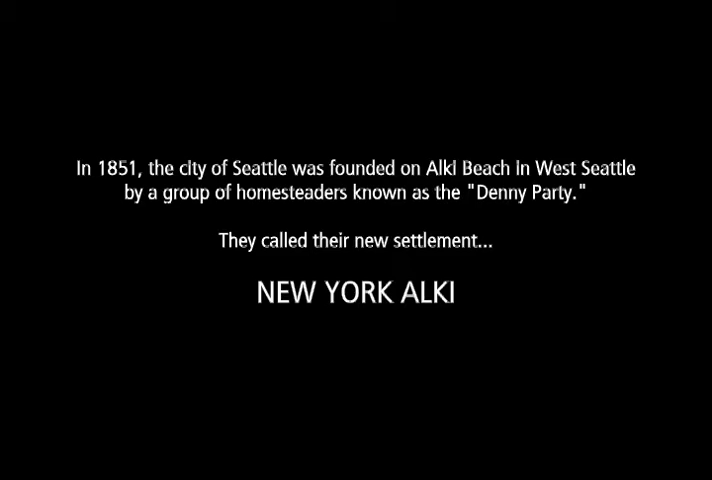 In 1851, the city of Seattle was founded on Alki Beach in West Seattle
by a group of homesteaders known as the "Denny Party."
They called their new settlement...
NEW YORK ALKI